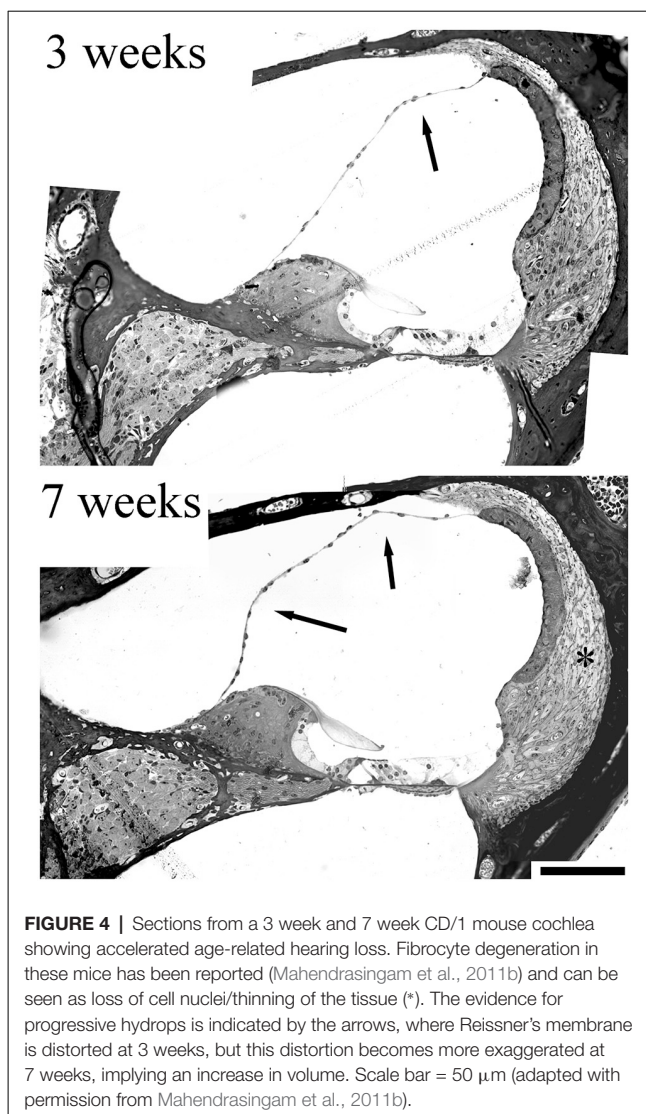 3 weeks
7 weeks
*
FIGURE 4 | Sections from a 3 week and 7 week CD/1 mouse cochlea
showing accelerated age-related hearing loss. Fibrocyte degeneration in
these mice has been reported (Mahendrasingam et al., 2011b) and can be
seen as loss of cell nuclei/thinning of the tissue (*). The evidence for
progressive hydrops is indicated by the arrows, where Reissner's membrane
is distorted at 3 weeks, but this distortion becomes more exaggerated at
7 weeks, implying an increase in volume. Scale bar = 50 μm (adapted with
permission from Mahendrasingam et al., 2011b).